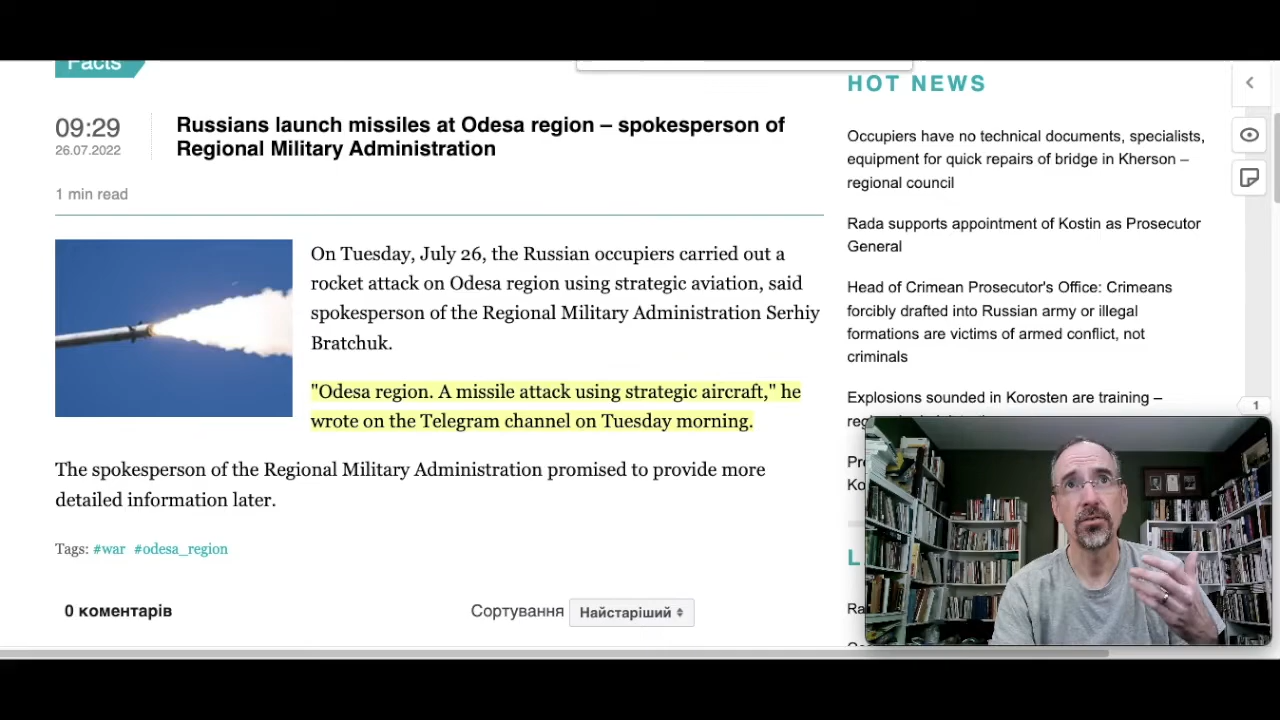 Facts
09:29
26.07.2022
Russians launch missiles at Odesa region – spokesperson of
Regional Military Administration
1 min read
On Tuesday, July 26, the Russian occupiers carried out a
rocket attack on Odesa region using strategic aviation, said
spokesperson of the Regional Military Administration Serhiy
Bratchuk.
"Odesa region. A missile attack using strategic aircraft," he
wrote on the Telegram channel on Tuesday morning.
The spokesperson of the Regional Military Administration promised to provide more
detailed information later.
Tags: #war #odesa_region
0 коментарів
Сортування Найстаріший
HOT NEWS
Occupiers have no technical documents, specialists,
equipment for quick repairs of bridge in Kherson –
regional council
Rada supports appointment of Kostin as Prosecutor
General
Head of Crimean Prosecutor's Office: Crimeans
forcibly drafted into Russian army or illegal
formations are victims of armed conflict, not
criminals
Explosions sounded in Korosten are training –
1